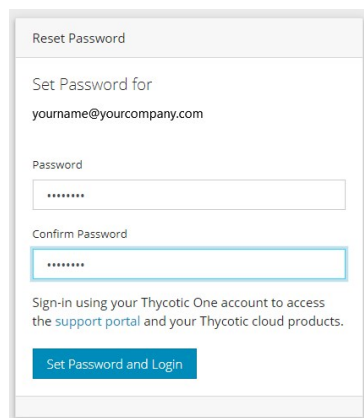 Reset Password
Set Password for
yourname@yourcompany.com
Password
••••••••
Confirm Password
••••••••
Sign-in using your Thycotic One account to access
the support portal and your Thycotic cloud products.
Set Password and Login